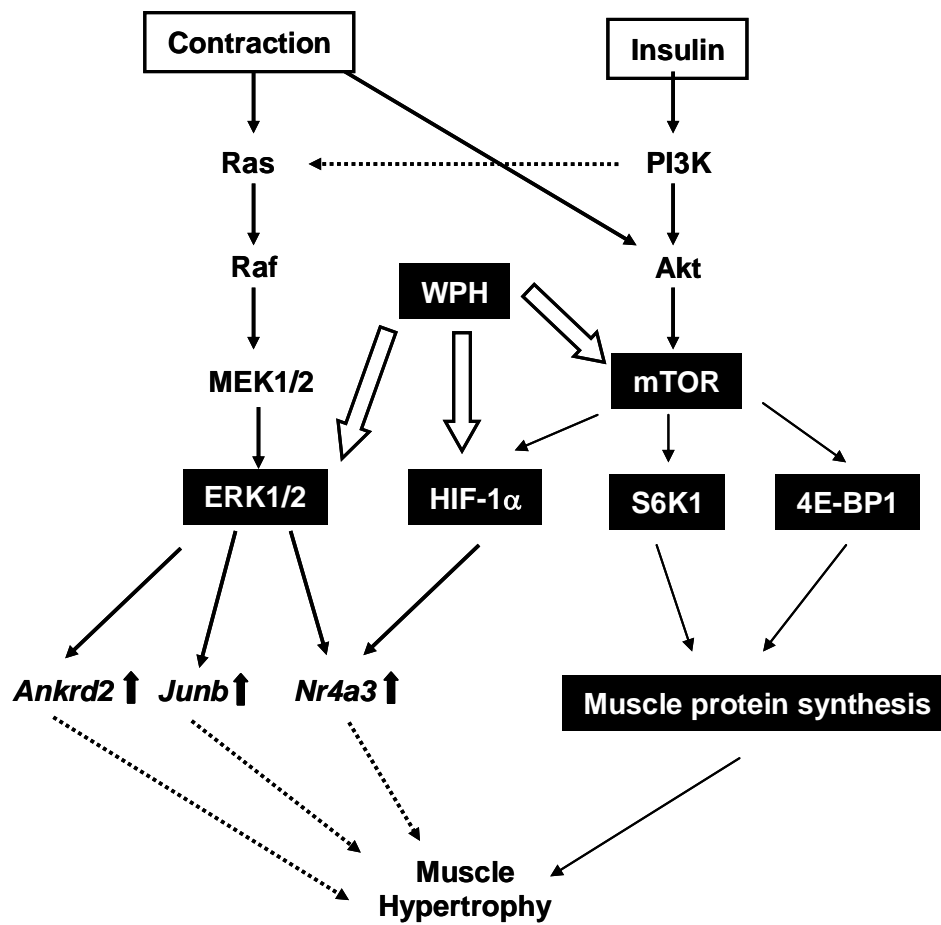 Contraction
Insulin
Ras
PI3K
Raf
Akt
WPH
MEK1/2
mTOR
ERK1/2
HIF-1α
S6K1
4E-BP1
Ankrd2
Junb
Nr4a3
Muscle protein synthesis
Muscle
Hypertrophy